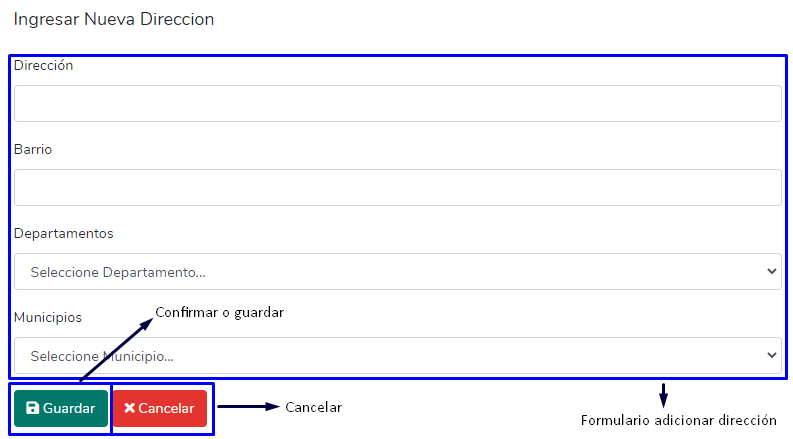 Ingresar Nueva Direccion
Dirección
Barrio
Departamentos
Seleccione Departamento...
Municipios
Confirmar o guardar
Seleccione Municipio...
Guardar
Cancelar
Cancelar
Formulario adicionar dirección